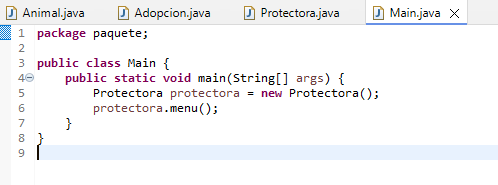 Animal.java Adopcion.java Protectora.java Main.java
1 package paquete;
2
3 public class Main {
4 public static void main(String[] args) {
5 Protectora protectora = new Protectora();
6 protectora.menu();
7 }
8 }
9